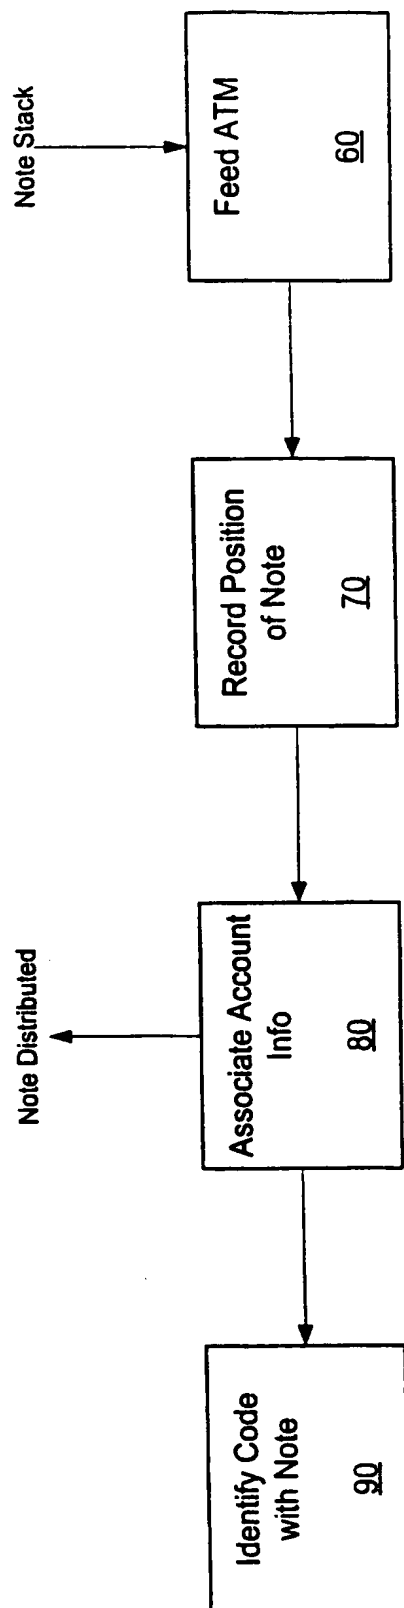 Note Stack
Feed ATM
60
Record Position
of Note
70
Note Distributed
Associate Account
Info
80
Identify Code
with Note
90